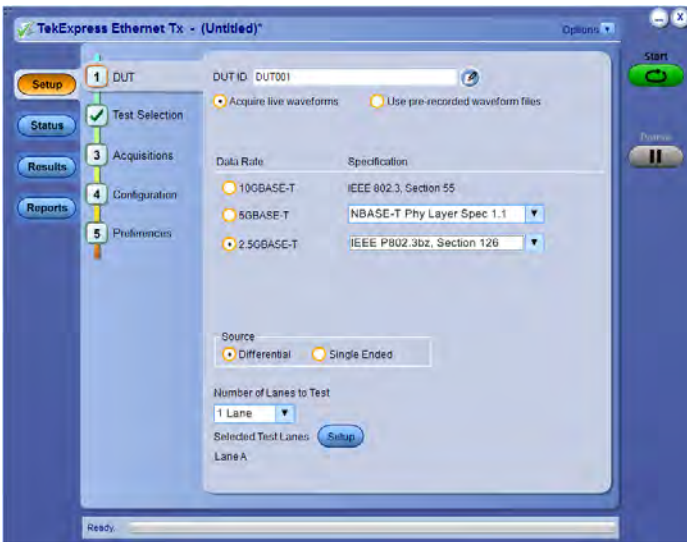 TekExpress Ethernet Tx - (Untitled)*
Options
Start
Setup
Status
Results
Reports
1 DUT
Test Selection
3 Acquisitions
4 Configuration
5 Preferences
DUT ID DUT001
Acquire live waveforms
Use pre-recorded waveform files
Data Rate
Specification
10GBASE-T
IEEE 802.3, Section 55
5GBASE-T
NBASE-T Phy Layer Spec 1.1
2.5GBASE-T
IEEE P802.3bz, Section 126
Source
Differential
Single Ended
Number of Lanes to Test
1 Lane
Selected Test Lanes
Setup
Lane A
Pause
Ready.